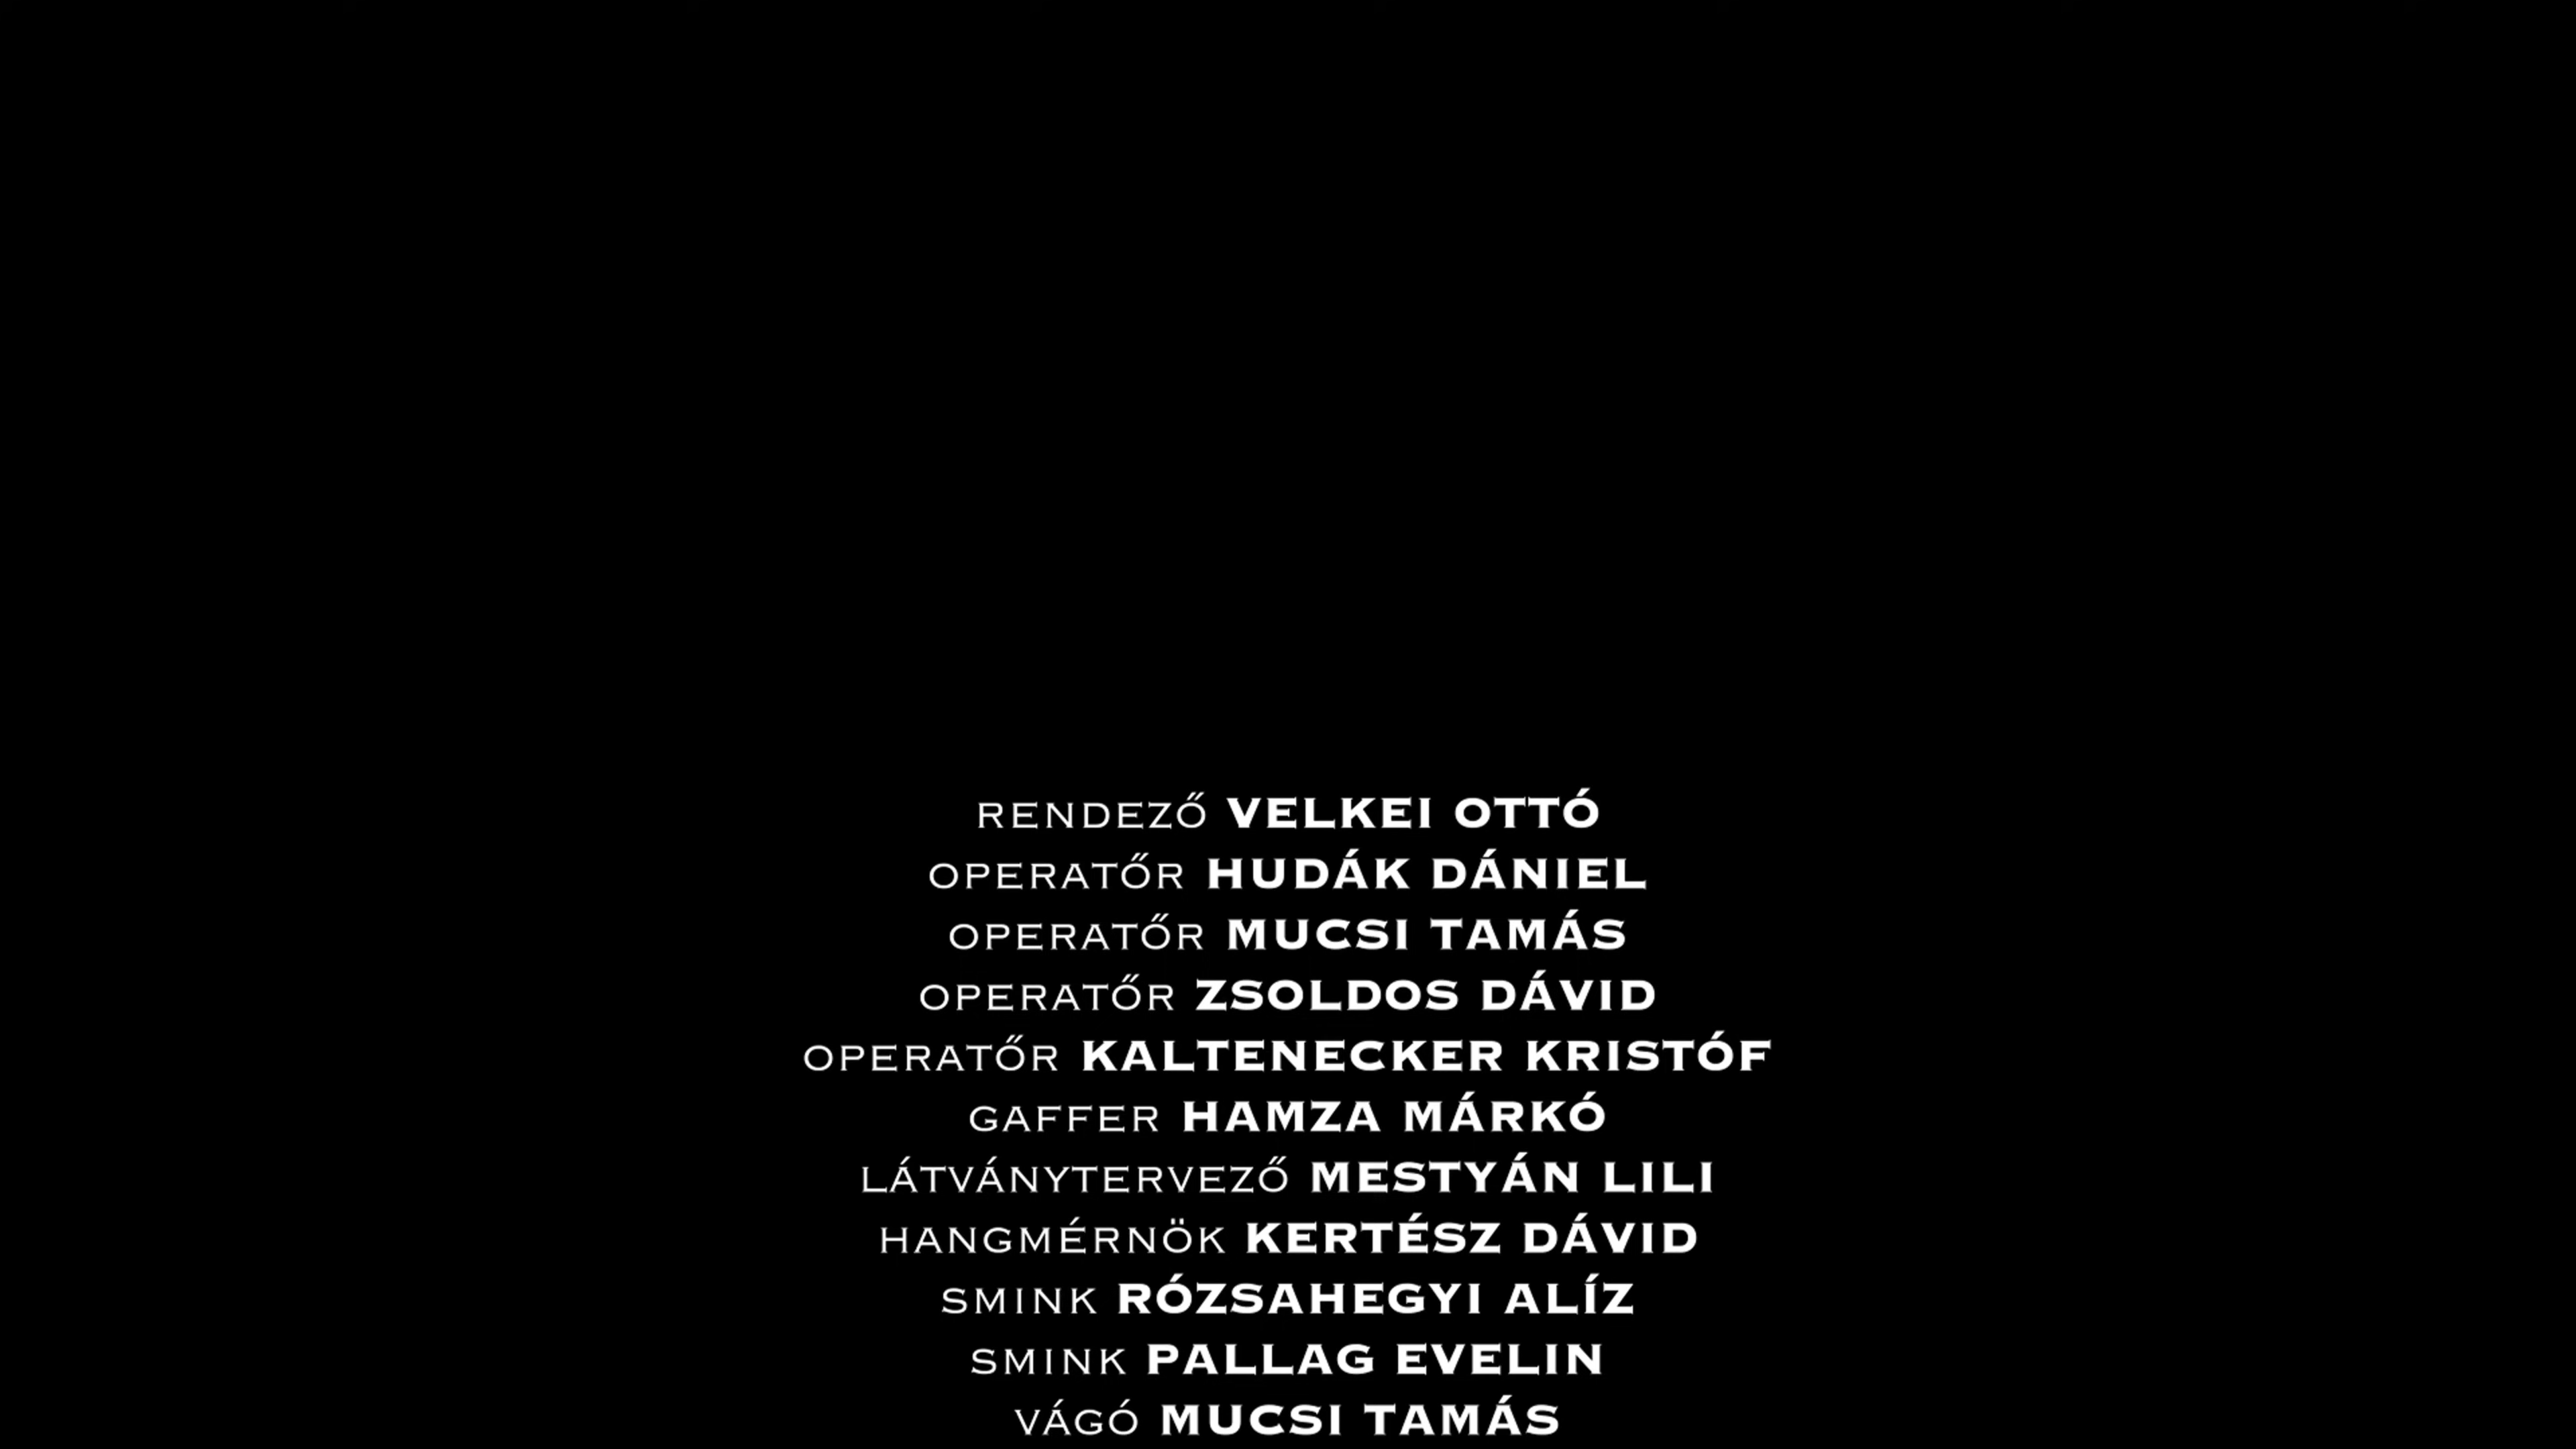 RENDEZŐ VELKEI OTTÓ
OPERATŐR HUDÁK DÁNIEL
OPERATŐR MUCSI TAMÁS
OPERATŐR ZSOLDOS DÁVID
OPERATŐR KALTENECKER KRISTÓF
GAFFER HAMZA MÁRKÓ
LÁTVÁNYTERVEZŐ MESTYÁN LILI
HANGMÉRNÖK KERTÉSZ DÁVID
SMINK RÓZSAHEGYI ALÍZ
SMINK PALLAG EVELIN
VÁGÓ MUCSI TAMÁS